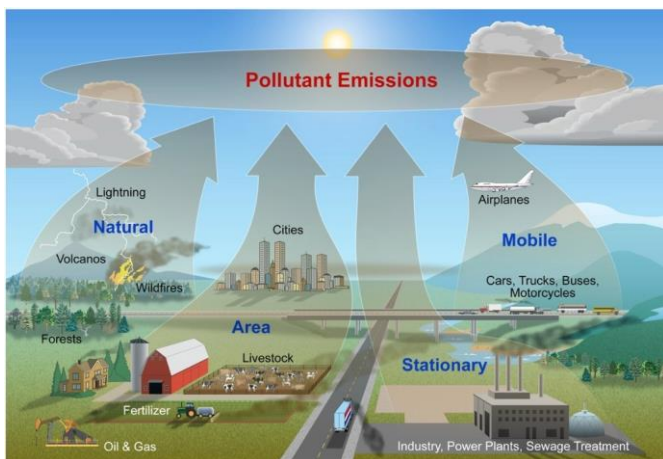 Pollutant Emissions
Lightning
Airplanes
Natural
Cities
Mobile
Volcanos
Wildfires
Cars, Trucks, Buses,
Motorcycles
Area
Forests
Livestock
Stationary
Fertilizer
Oil & Gas
Industry, Power Plants, Sewage Treatment